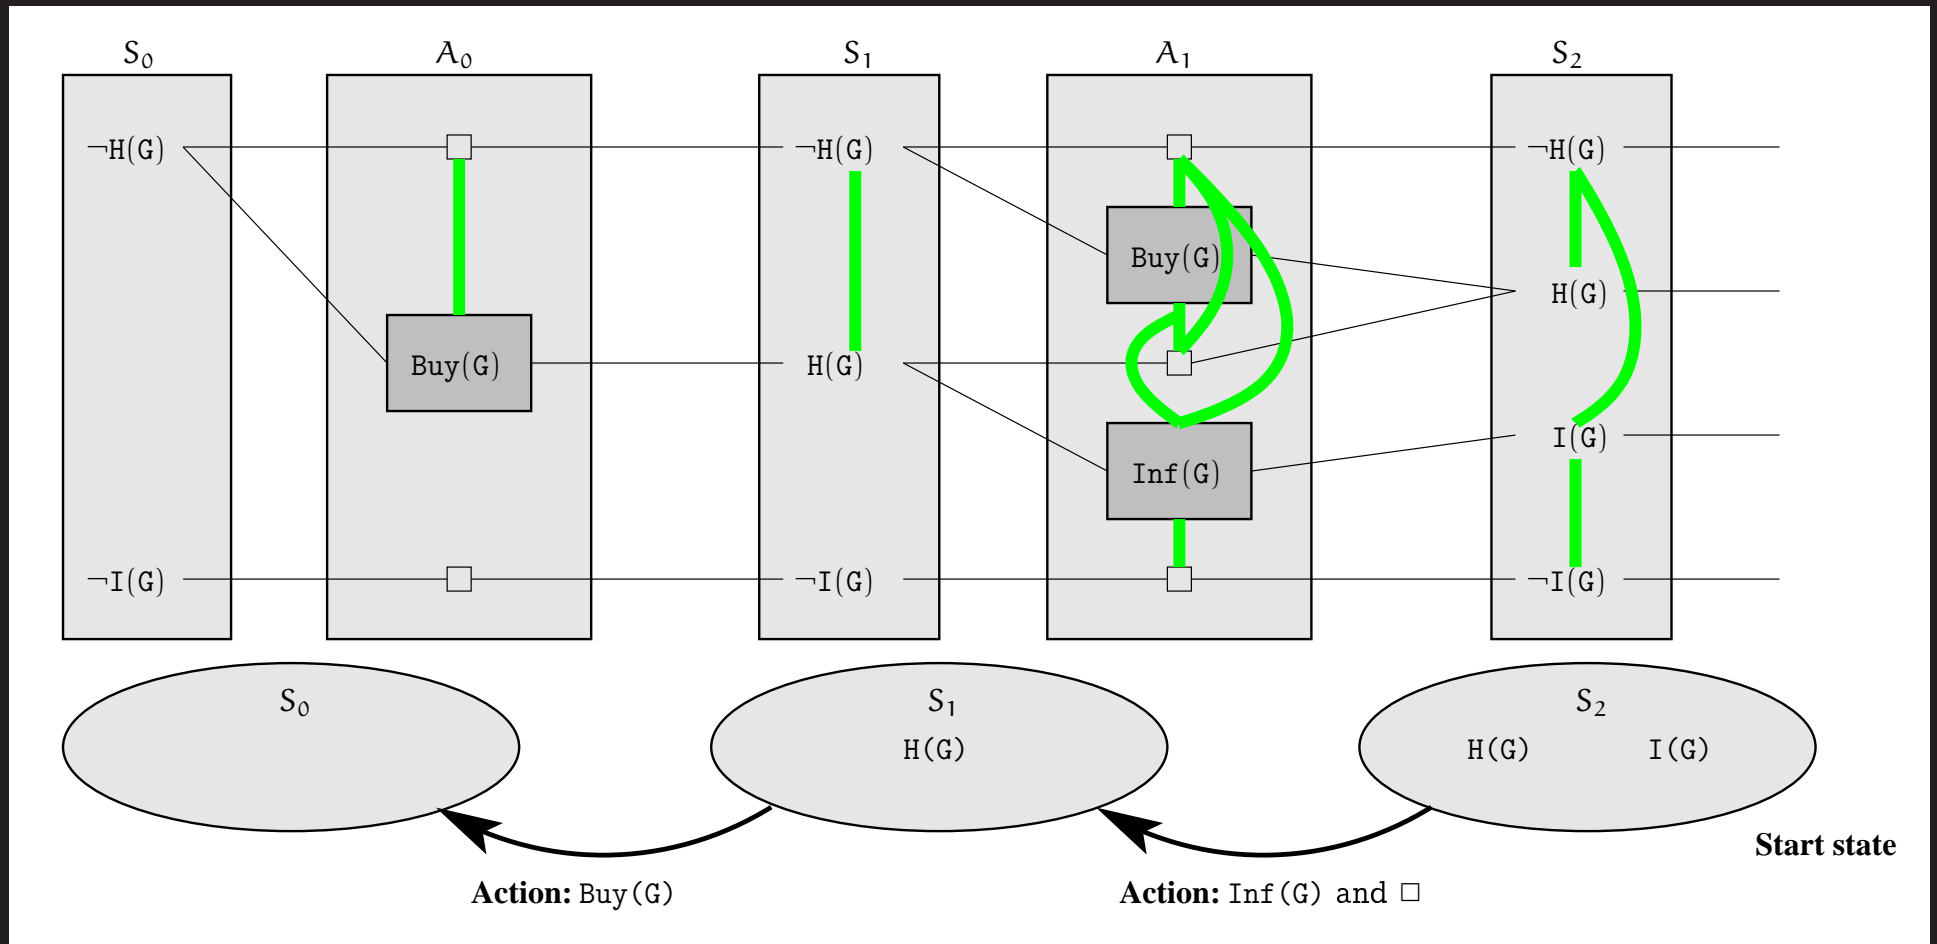 S₀ A₀ S₁ A₁ S₂
¬H(G) ¬H(G) ¬H(G)
Buy(G) H(G)
Buy(G) H(G)
I(G)
Inf(G)
¬I(G) ¬I(G) ¬I(G)
S₀ S₁ S₂
H(G) H(G) I(G)
Start state
Action: Buy(G) Action: Inf(G) and □